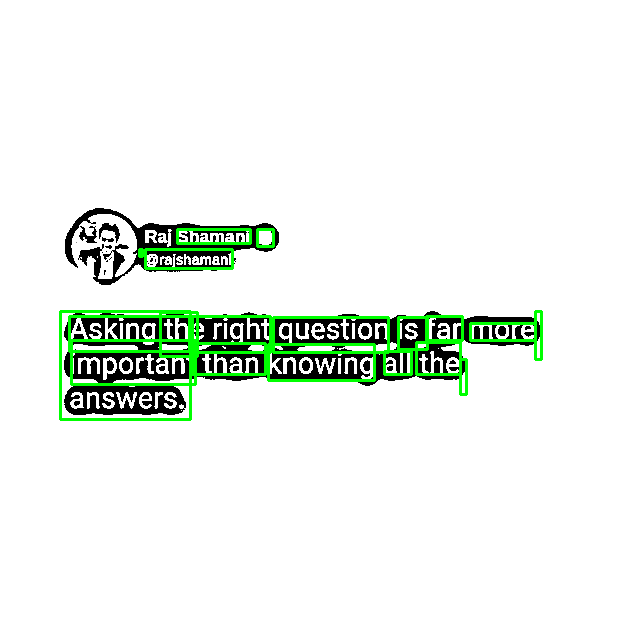 Raj Shamani
@rajshamani
Asking the right question is far more
important than knowing all the
answers.